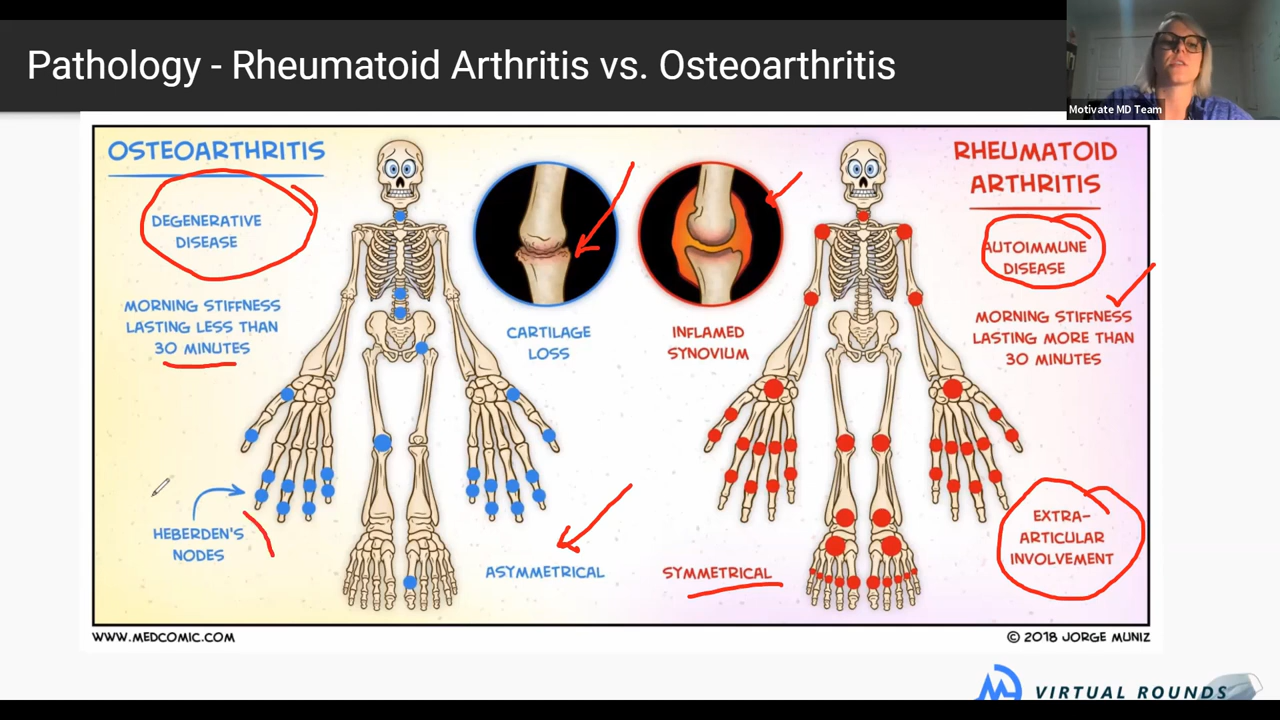 Pathology - Rheumatoid Arthritis vs. Osteoarthritis
Motivate MD Team
OSTEOARTHRITIS
DEGENERATIVE
DISEASE
MORNING STIFFNESS
LASTING LESS THAN
30 MINUTES
HEBERDEN'S
NODES
CARTILAGE
LOSS
ASYMMETRICAL
INFLAMED
SYNOVIUM
SYMMETRICAL
RHEUMATOID
ARTHRITIS
AUTOIMMUNE
DISEASE
MORNING STIFFNESS
LASTING MORE THAN
30 MINUTES
EXTRA-
ARTICULAR
INVOLVEMENT
WWW.MEDCOMIC.COM
© 2018 JORGE MUNIZ
VIRTUAL ROUNDS